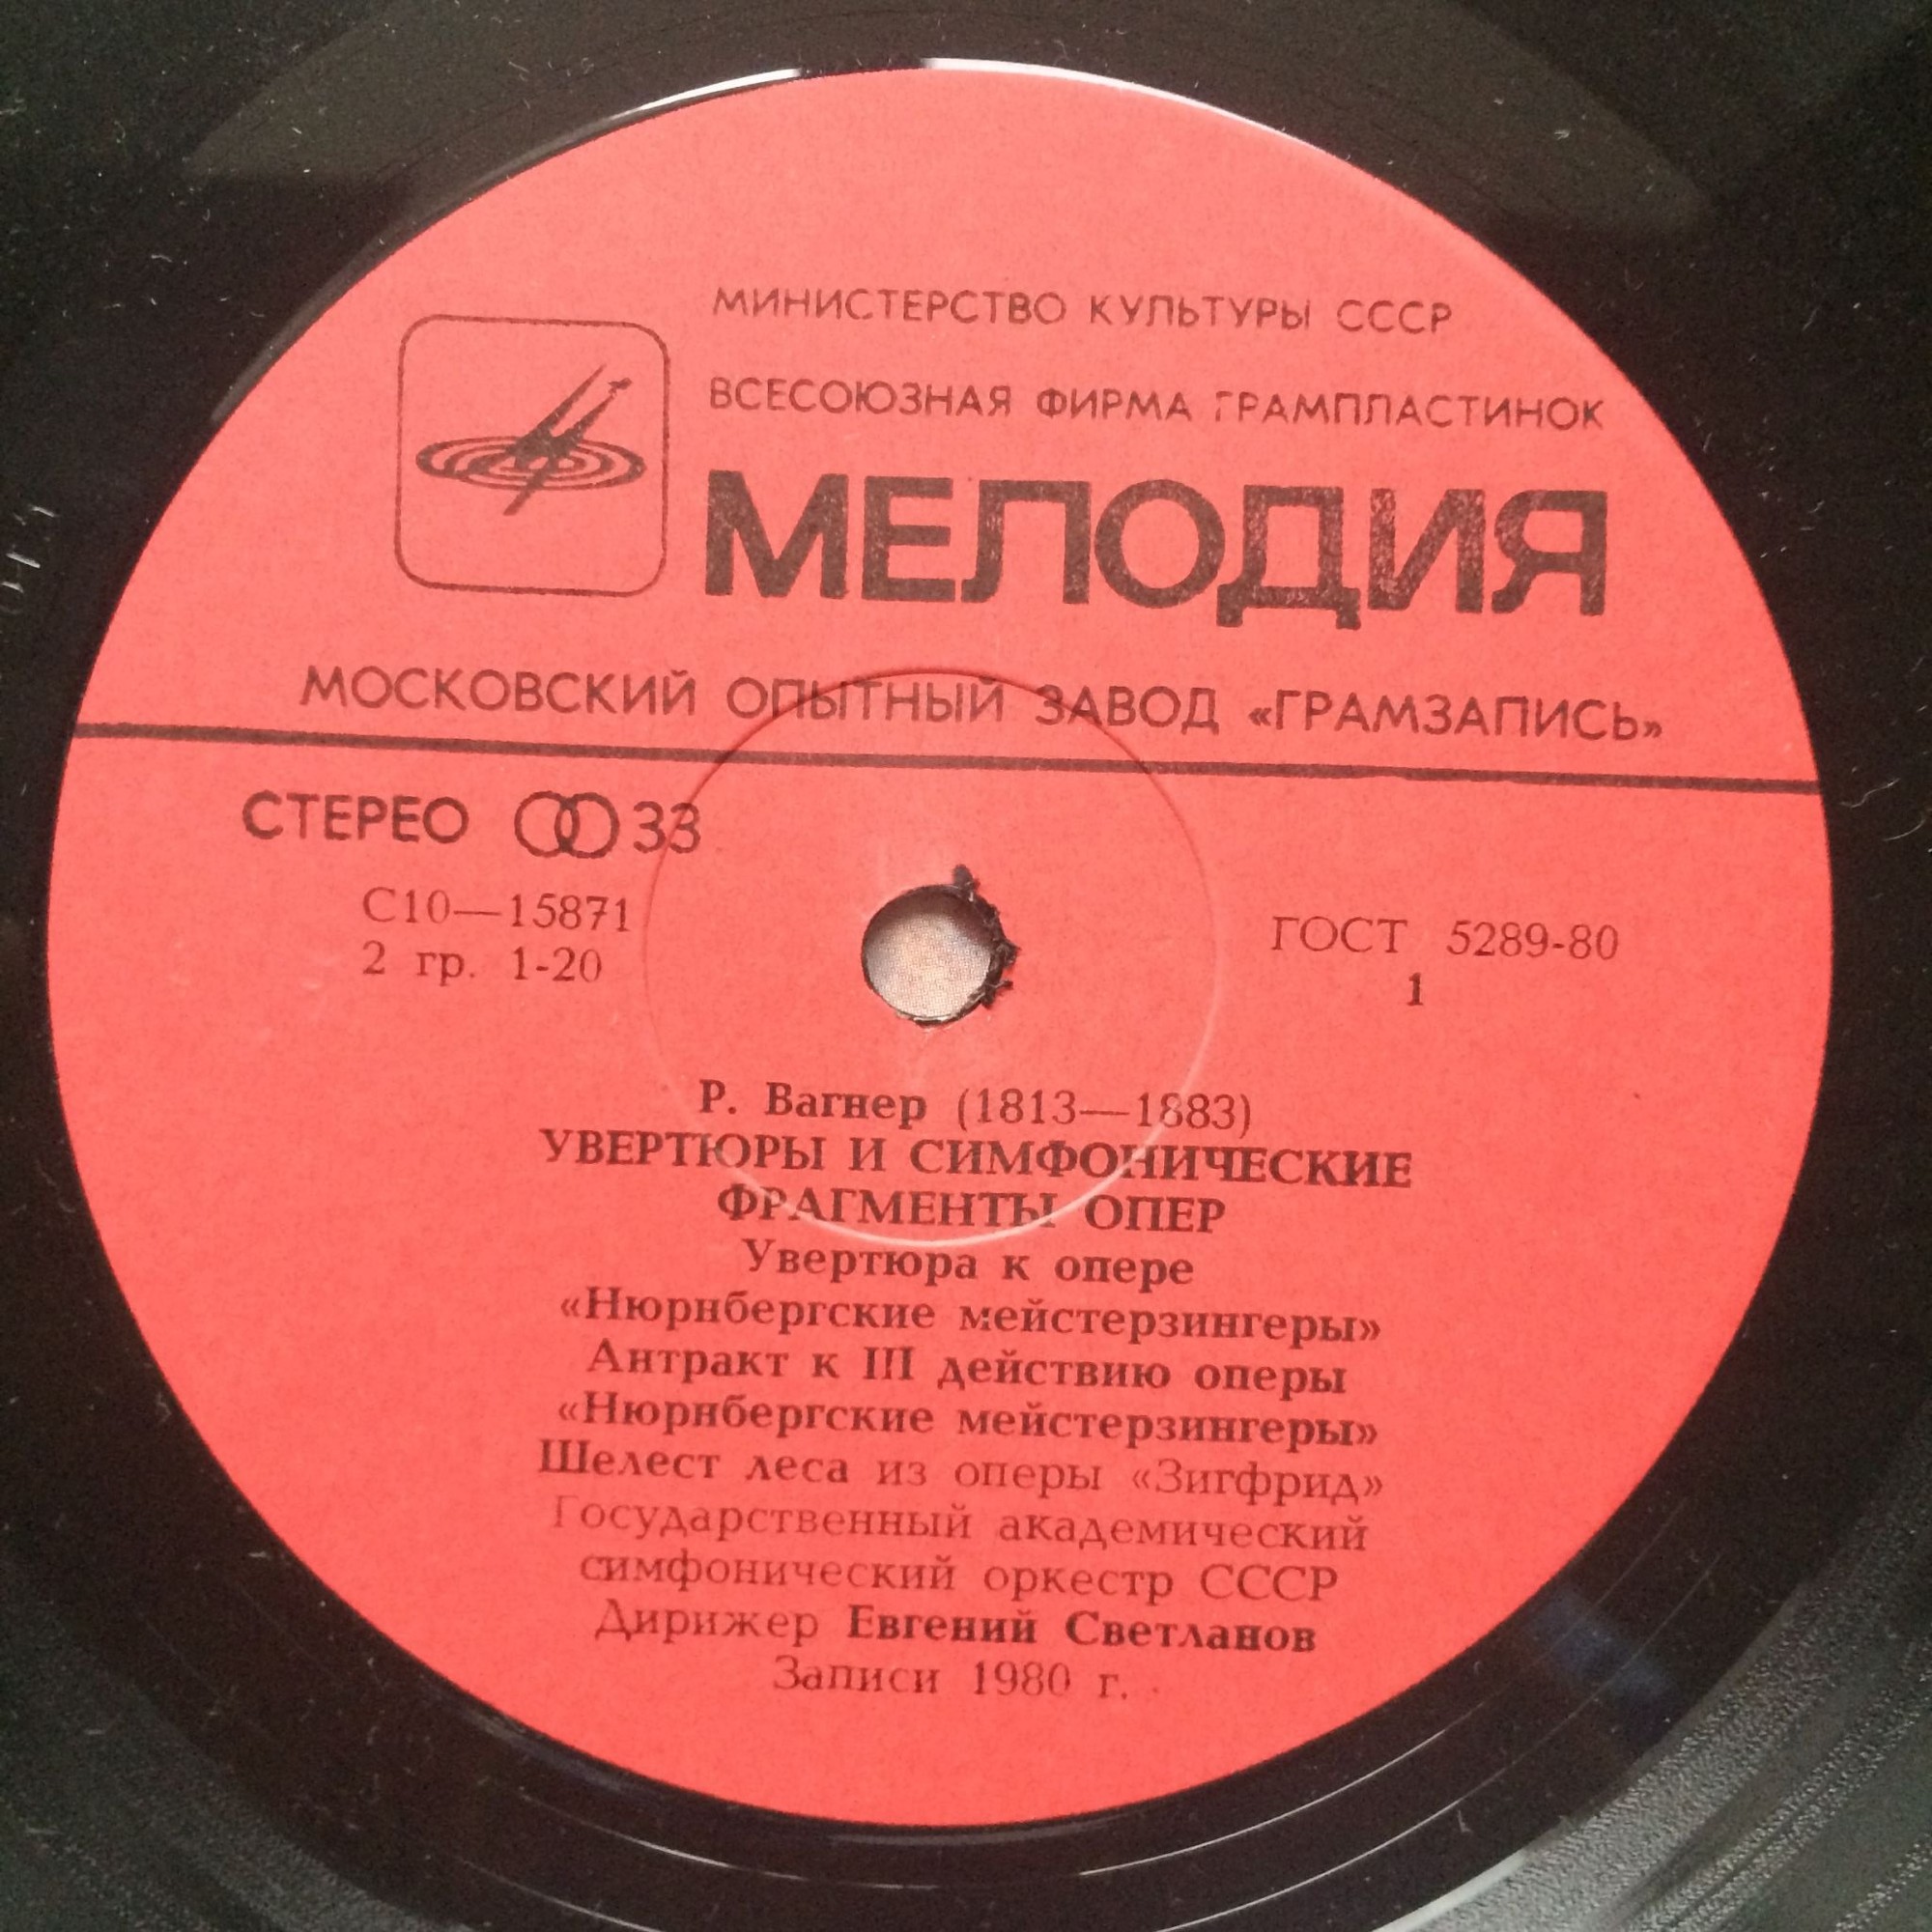 МИНИСТЕРСТВО КУЛЬТУРЫ СССР
ВСЕСОЮЗНАЯ ФИРМА ГРАМПЛАСТИНОК
МЕЛОДИЯ
МОСКОВСКИЙ ОПЫТНЫЙ ЗАВОД «ГРАМЗАПИСЬ»
СТЕРЕО 33
С10—15871
2 гр. 1-20
ГОСТ 5289-80
1
Р. Вагнер (1813—1883)
УВЕРТЮРЫ И СИМФОНИЧЕСКИЕ
ФРАГМЕНТЫ ОПЕР
Увертюра к опере
«Нюрнбергские мейстерзингеры»
Антракт к III действию оперы
«Нюрнбергские мейстерзингеры»
Шелест леса из оперы «Зигфрид»
Государственный академический
симфонический оркестр СССР
Дирижер Евгений Светланов
Записи 1980 г.